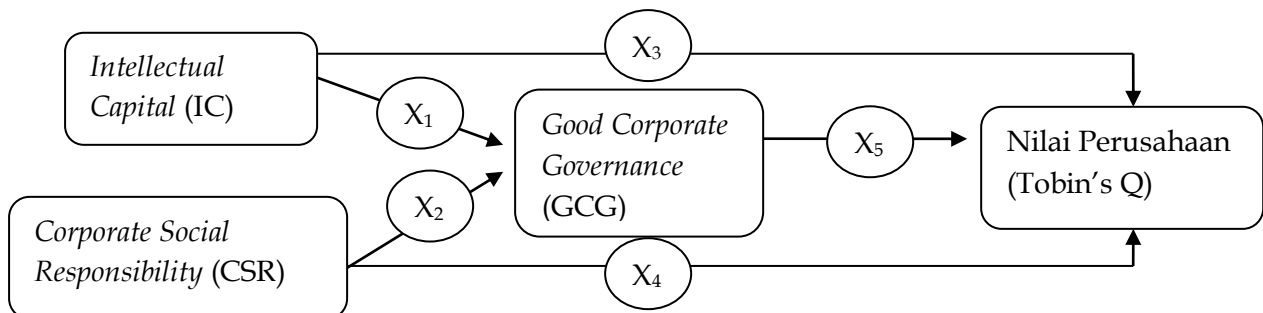 Intellectual
Capital (IC)
X₃
X₁
Good Corporate
Governance
(GCG)
X₅
Nilai Perusahaan
(Tobin's Q)
X₂
Corporate Social
Responsibility (CSR)
X₄